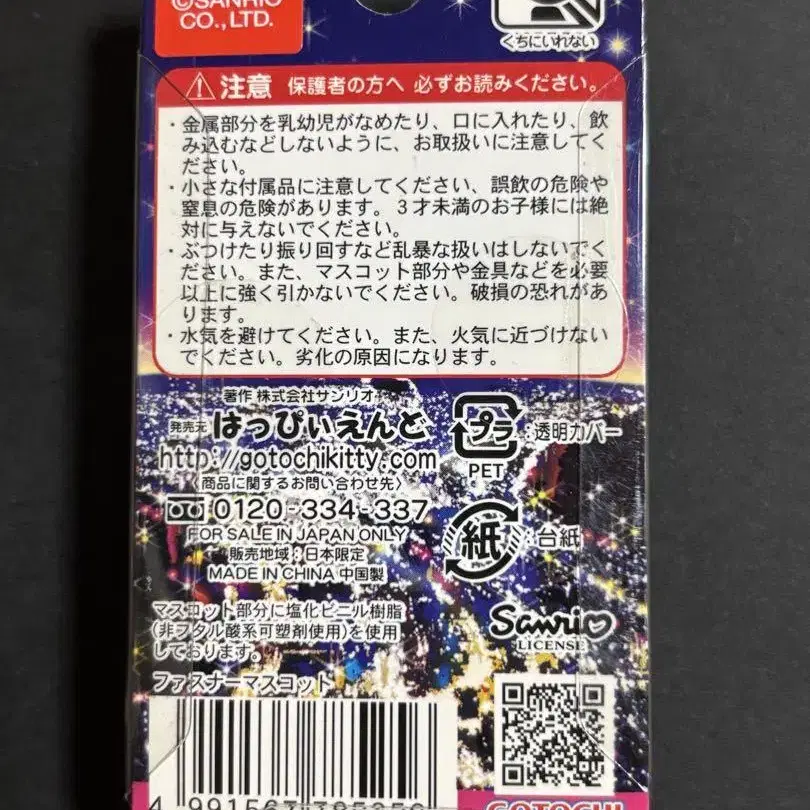 ©SANRIO
CO.,LTD.
くちにいれない
注意 保護者の方へ 必ずお読みください。
・金属部分を乳幼児がなめたり、口に入れたり、飲
み込むなどしないように、お取扱いに注意してく
ださい。
・小さな付属品に注意してください、誤飲の危険や
窒息の危険があります。3才未満のお子様には絶
対に与えないでください。
・ぶつけたり振り回すなど乱暴な扱いはしないでく
ださい。また、マスコット部分や金具などを必要
以上に強く引かないでください。破損の恐れがあ
ります。
・水気を避けてください。また、火気に近づけない
でください。劣化の原因になります。
著作 株式会社サンリオ
発売元 はっぴぃえんど
http://gotochikitty.com
〈商品に関するお問い合わせ先〉
0120-334-337
FOR SALE IN JAPAN ONLY
販売地域:日本限定
MADE IN CHINA 中国製
プラ :透明カバー
PET
紙 :台紙
マスコット部分に塩化ビニル樹脂
(非フタル酸系可塑剤使用)を使用
しております。
Sanrio
LICENSE
ファスナーマスコット
GOTOCHI